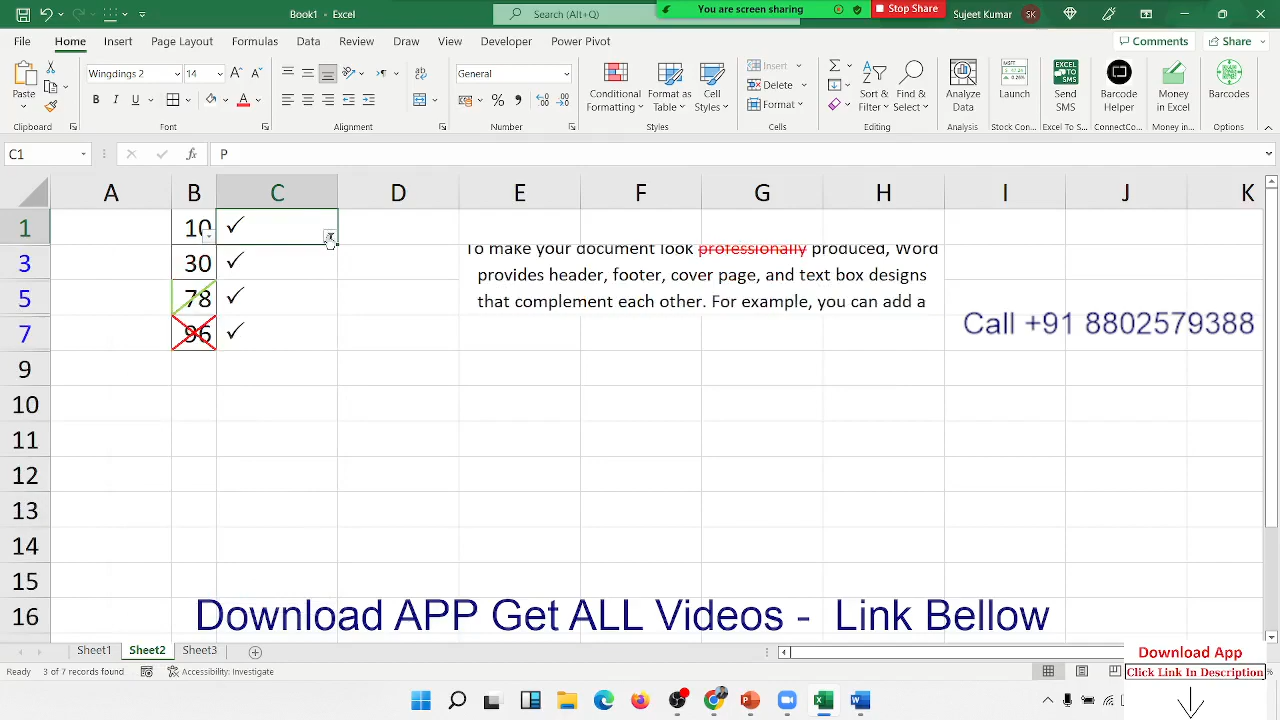 Book1 - Excel
Search (Alt+Q)
You are screen sharing
Stop Share
Sujeet Kumar
SK
File
Home
Insert
Page Layout
Formulas
Data
Review
View
Draw
Developer
Power Pivot
Comments
Share
Paste
Clipboard
Wingdings 2
14
B
I
U
Font
Alignment
General
Number
Conditional Formatting
Format as Table
Cell Styles
Styles
Insert
Delete
Format
Cells
Sort & Filter
Find & Select
Editing
Analyze Data
Analysis
Launch
Stock Con...
EXCEL TO SMS
Send SMS
Excel To S...
Barcode Helper
ConnectCo...
Money in Excel
Money in...
Barcodes
Barcodes
C1
fx
P
A B C D E F G H I J K
1 10 ✓
3 30 ✓
5 78 ✓
7 96 ✓
9
10
11
12
13
14
15
16
To make your document look professionally produced, Word
provides header, footer, cover page, and text box designs
that complement each other. For example, you can add a
Call +91 8802579388
Download APP Get ALL Videos - Link Bellow
Sheet1
Sheet2
Sheet3
Ready
3 of 7 records found
Accessibility: Investigate
Download App
Click Link In Description